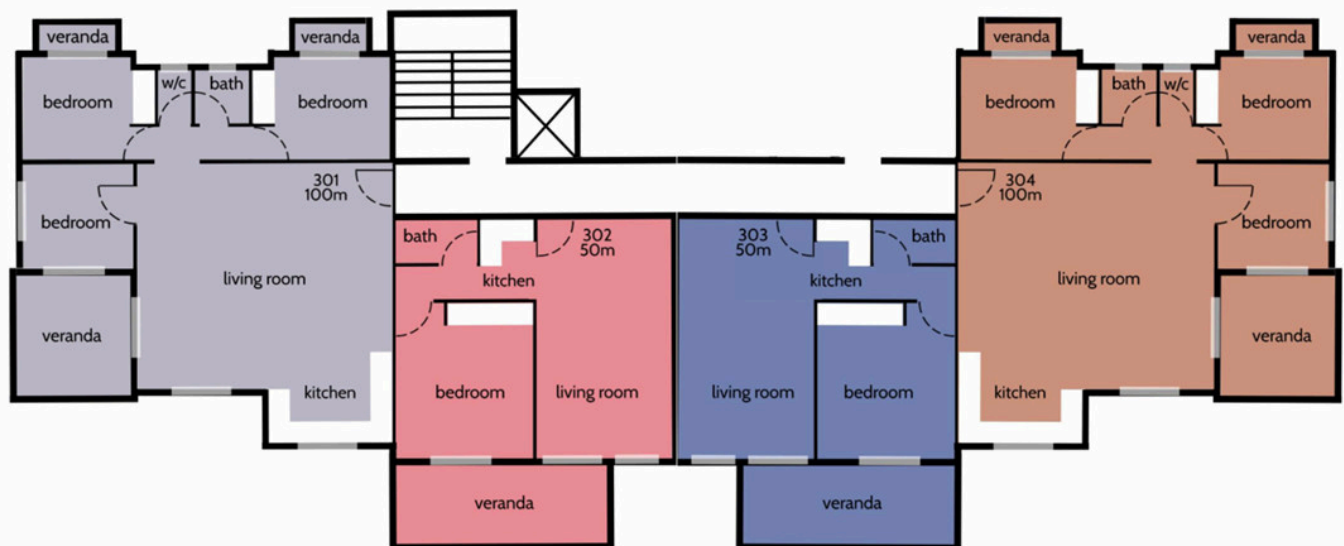 veranda
veranda
veranda
veranda
w/c
bath
bath
w/c
bedroom
bedroom
bedroom
bedroom
301
100m
304
100m
bedroom
bedroom
bath
302
50m
303
50m
bath
living room
kitchen
kitchen
living room
veranda
veranda
kitchen
bedroom
living room
living room
bedroom
kitchen
veranda
veranda